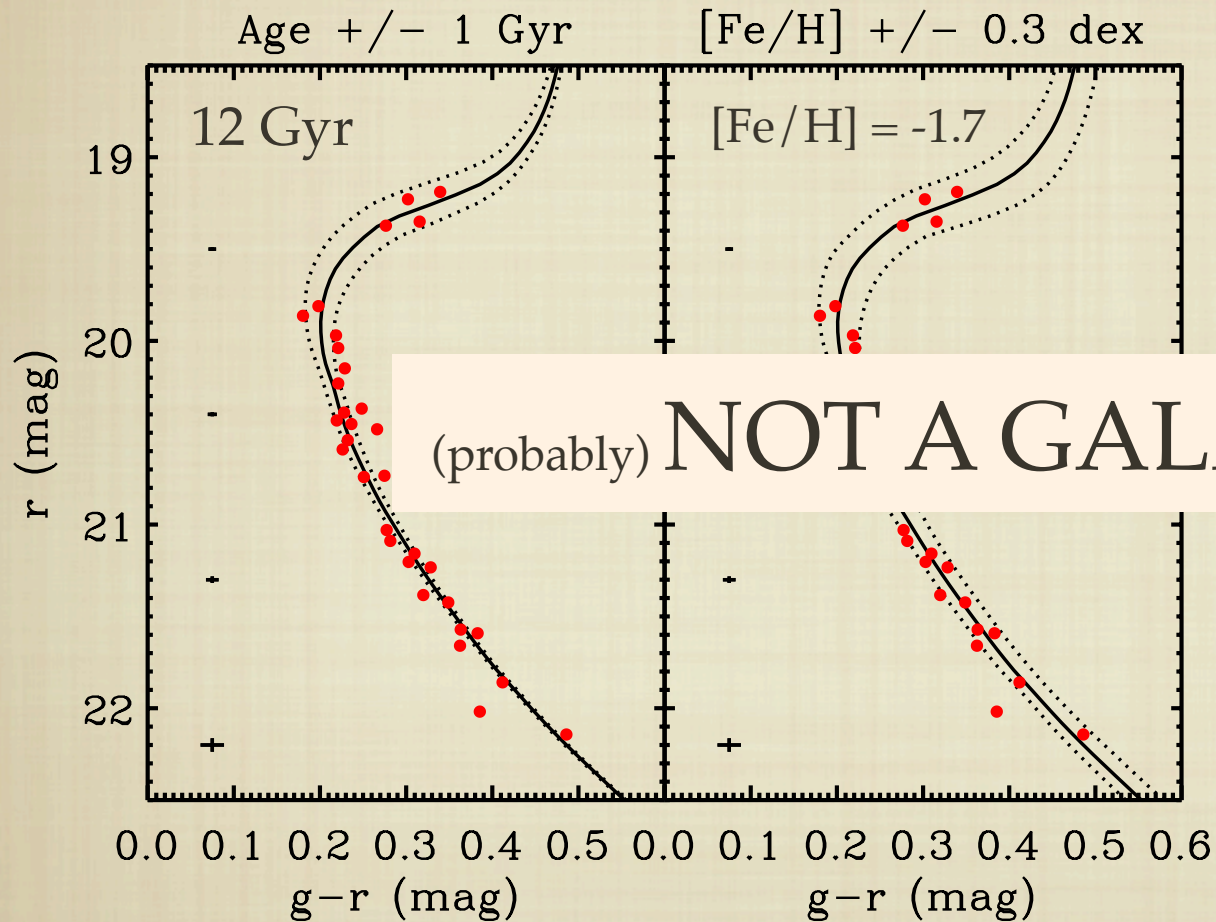 Age +/- 1 Gyr
[Fe/H] +/- 0.3 dex
12 Gyr
[Fe/H] = -1.7
19
20
21
22
r (mag)
(probably) NOT A GAL
0.0 0.1 0.2 0.3 0.4 0.5 0.0 0.1 0.2 0.3 0.4 0.5 0.6
g-r (mag)
g-r (mag)